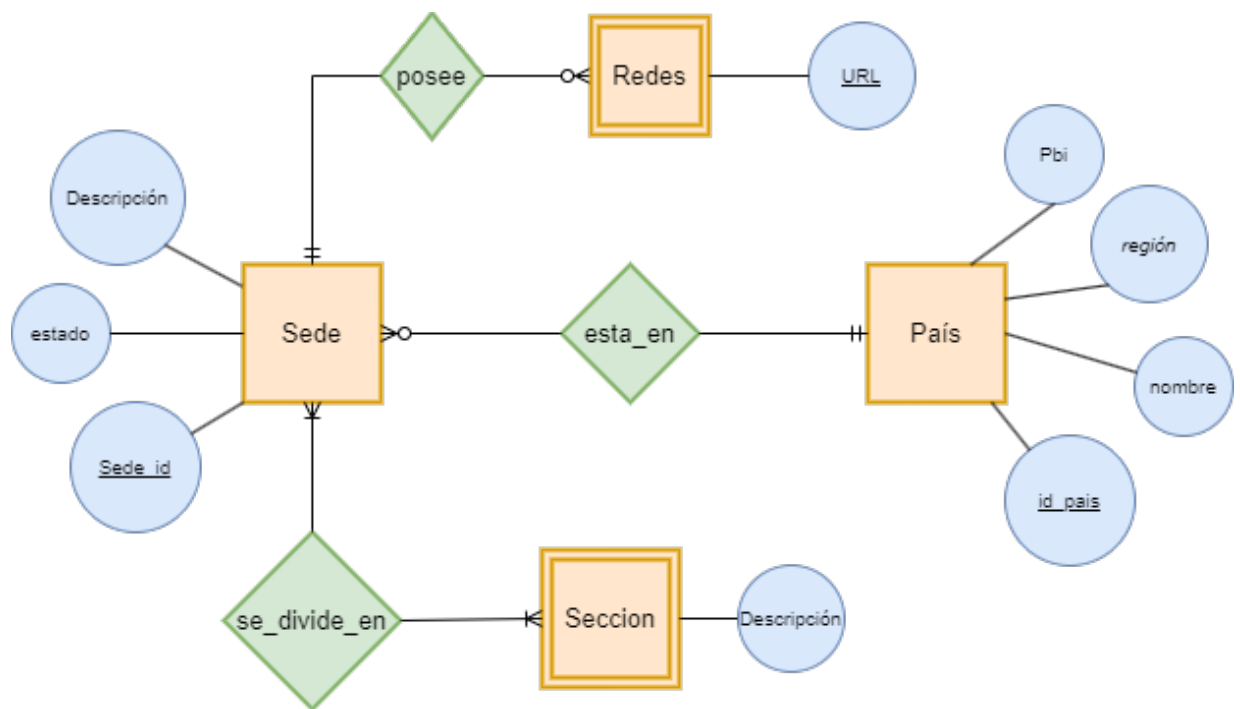 posee
Redes
URL
Pbi
Descripción
región
estado
Sede
esta_en
País
nombre
Sede_id
id_pais
se_divide_en
Seccion
Descripción